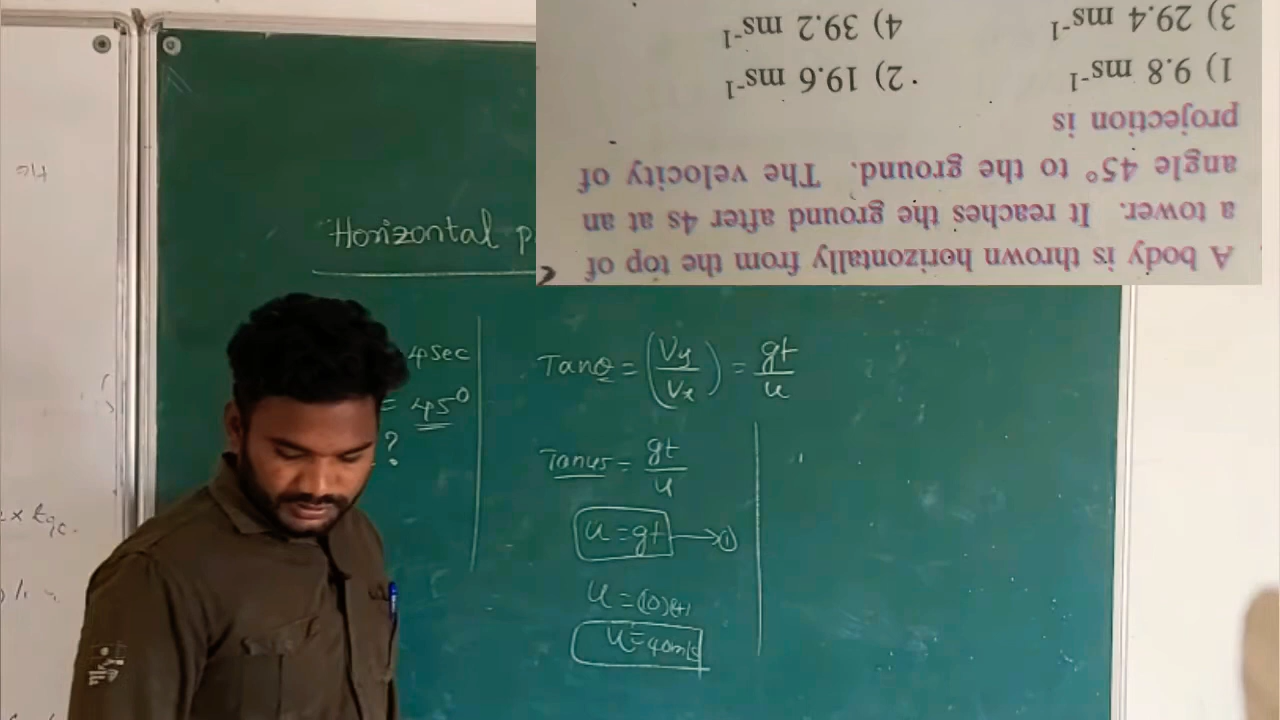 A body is thrown horizontally from the top of
a tower. It reaches the ground after 4s at an
angle 45° to the ground. The velocity of
projection is
1) 9.8 ms⁻¹ 2) 19.6 ms⁻¹
3) 29.4 ms⁻¹ 4) 39.2 ms⁻¹
Horizontal p
4Sec
= 45°
?
Tanθ = (Vy/Vx) = gt/u
Tan45 = gt/u
u = gt → ①
u = (10)(4)
u = 40m/s